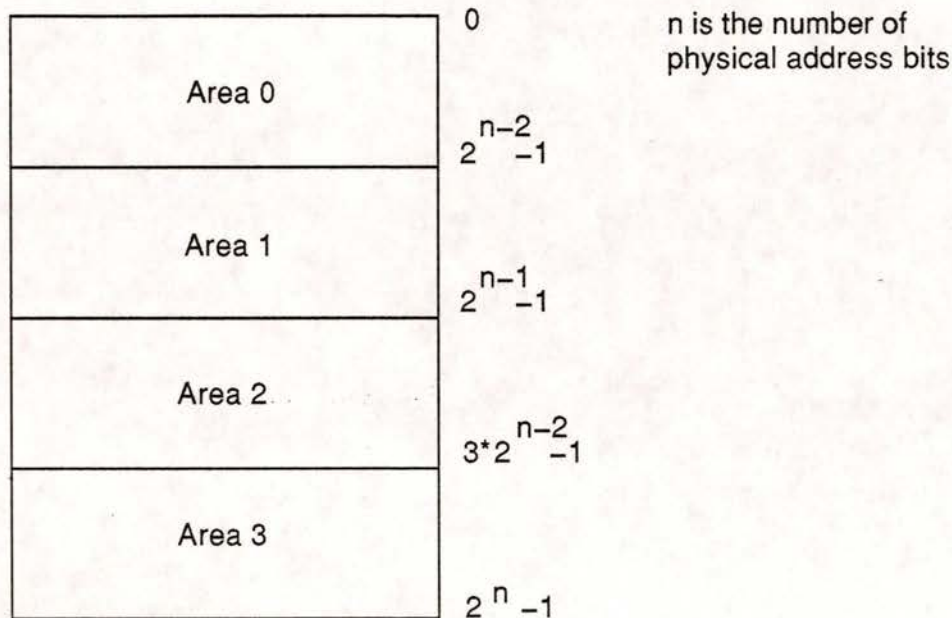 0
n is the number of
physical address bits
Area 0
2^{n-2}-1
Area 1
2^{n-1}-1
Area 2
3*2^{n-2}-1
Area 3
2^{n}-1